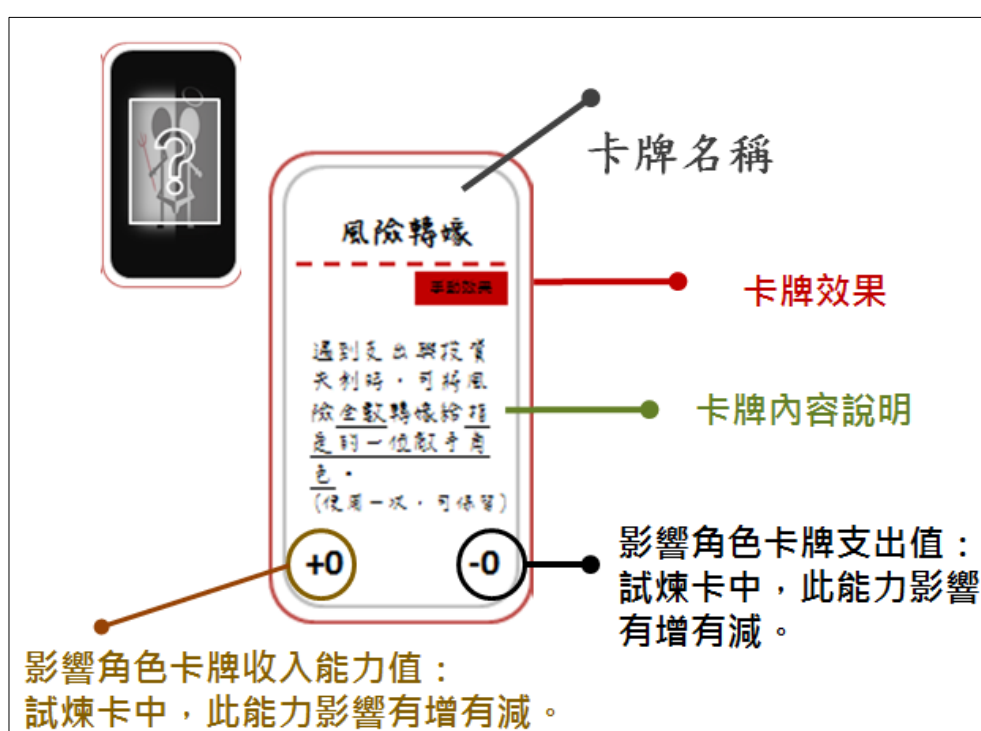 卡牌名稱
風險轉嫁
手動效果
卡牌效果
遇到支出與投資
失利時,可將風
險全數轉嫁給指
定的一位敵手角
色。
(使用一次,可保留)
卡牌內容說明
+0
-0
影響角色卡牌支出值:
試煉卡中,此能力影響
有增有減。
影響角色卡牌收入能力值:
試煉卡中,此能力影響有增有減。